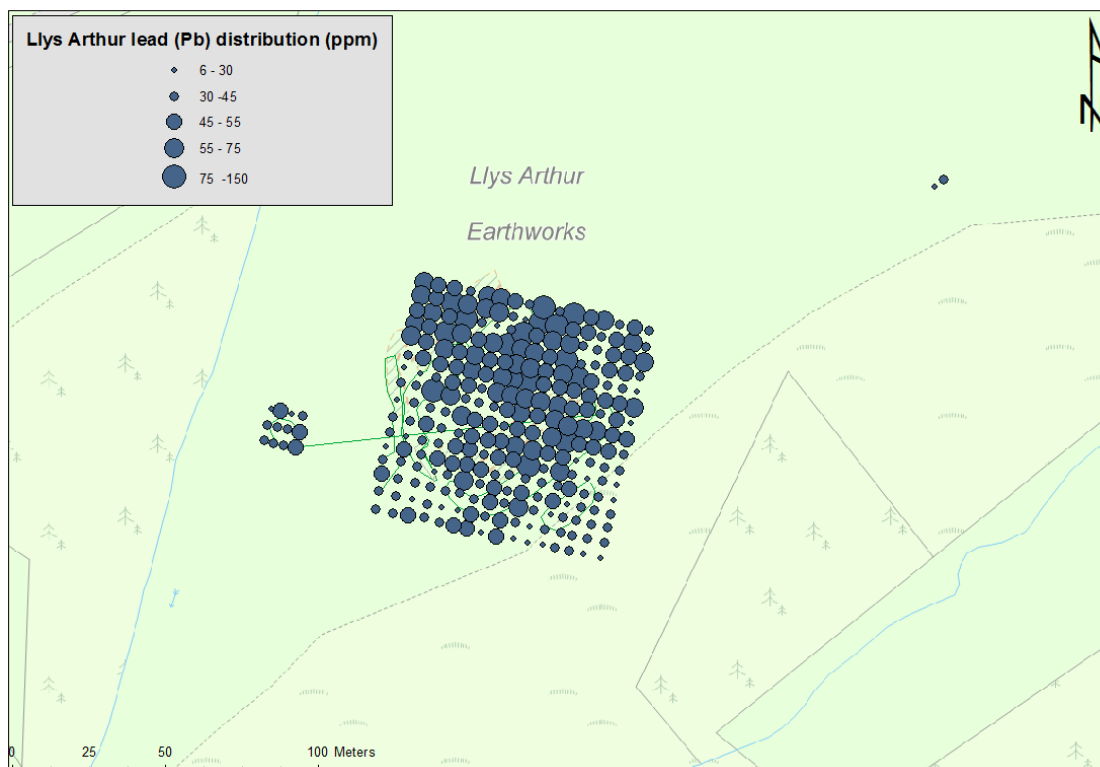 Llys Arthur lead (Pb) distribution (ppm)
6 - 30
30 -45
45 - 55
55 - 75
75 -150
N
Llys Arthur
Earthworks
0 25 50 100 Meters